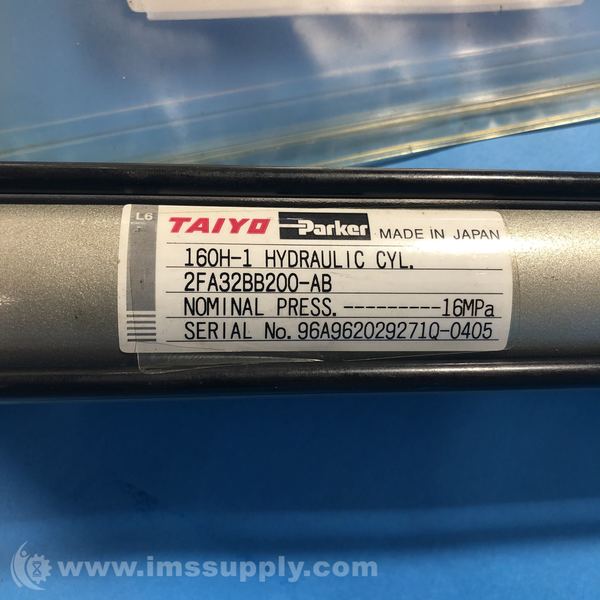 L6 TAIYO Parker MADE IN JAPAN
160H-1 HYDRAULIC CYL.
2FA32BB200-AB
NOMINAL PRESS. ---------- 16MPa
SERIAL No. 96A962029271Q-0405
www.imssupply.com